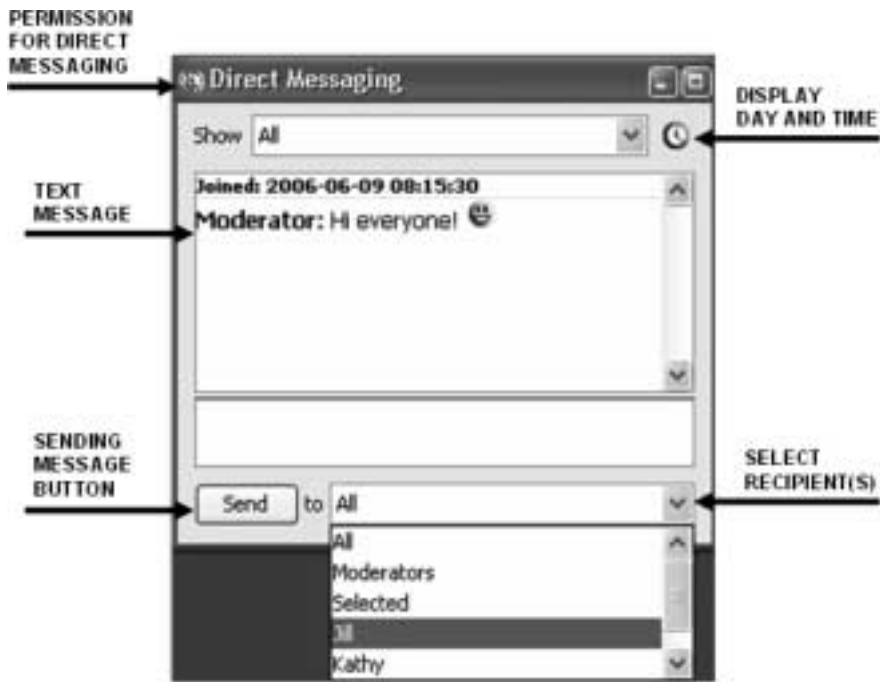 PERMISSION
FOR DIRECT
MESSAGING
Direct Messaging
DISPLAY
DAY AND TIME
Show All
TEXT
MESSAGE
Joined: 2006-06-09 08:15:30
Moderator: Hi everyone!
SENDING
MESSAGE
BUTTON
SELECT
RECIPIENT(S)
Send to All
All
Moderators
Selected
Jill
Kathy